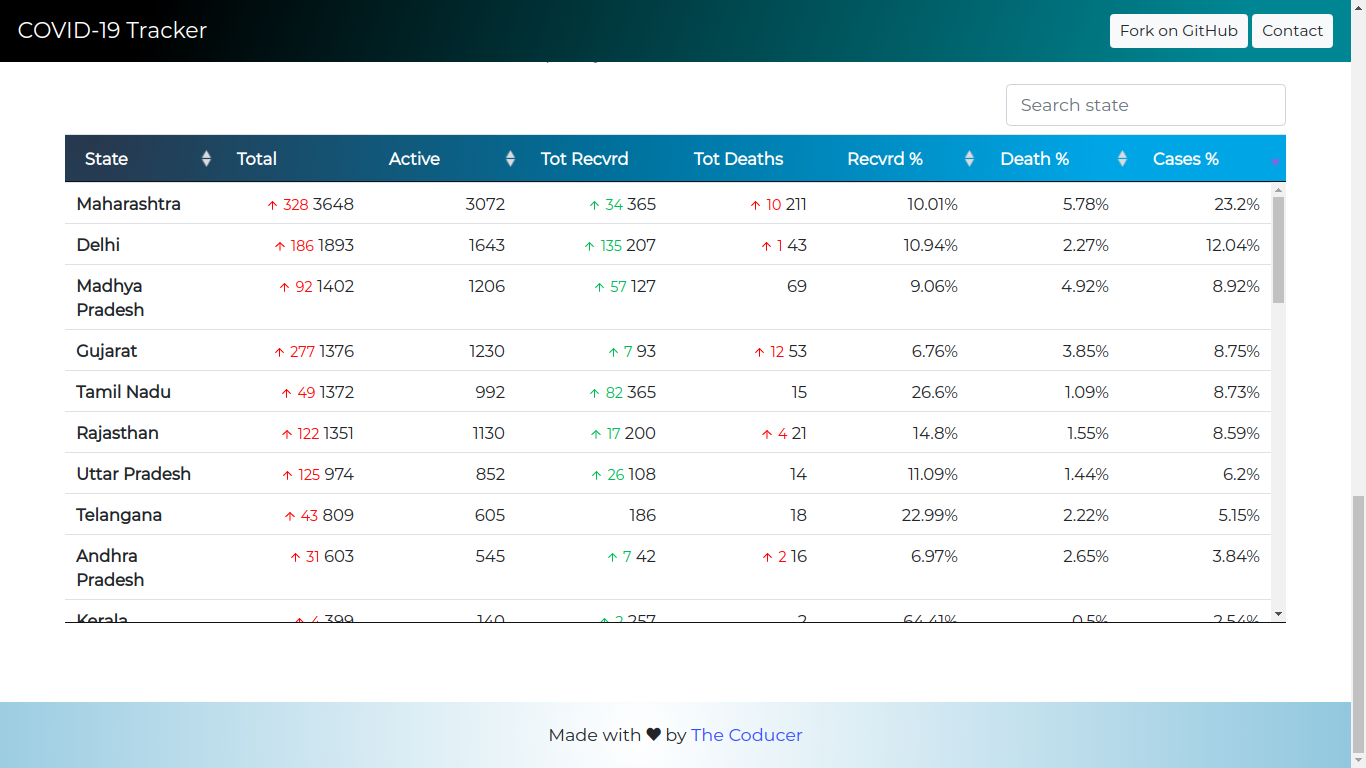 COVID-19 Tracker Fork on GitHub Contact
Search state
State Total Active Tot Recvrd Tot Deaths Recvrd % Death % Cases %
Maharashtra ↑ 328 3648 3072 ↑ 34 365 ↑ 10 211 10.01% 5.78% 23.2%
Delhi ↑ 186 1893 1643 ↑ 135 207 ↑ 1 43 10.94% 2.27% 12.04%
Madhya
Pradesh ↑ 92 1402 1206 ↑ 57 127 69 9.06% 4.92% 8.92%
Gujarat ↑ 277 1376 1230 ↑ 7 93 ↑ 12 53 6.76% 3.85% 8.75%
Tamil Nadu ↑ 49 1372 992 ↑ 82 365 15 26.6% 1.09% 8.73%
Rajasthan ↑ 122 1351 1130 ↑ 17 200 ↑ 4 21 14.8% 1.55% 8.59%
Uttar Pradesh ↑ 125 974 852 ↑ 26 108 14 11.09% 1.44% 6.2%
Telangana ↑ 43 809 605 186 18 22.99% 2.22% 5.15%
Andhra
Pradesh ↑ 31 603 545 ↑ 7 42 ↑ 2 16 6.97% 2.65% 3.84%
Kerala ↑ 4 399 140 ↑ 2 257 2 64.41% 0.5% 2.54%
Made with ♥ by The Coducer